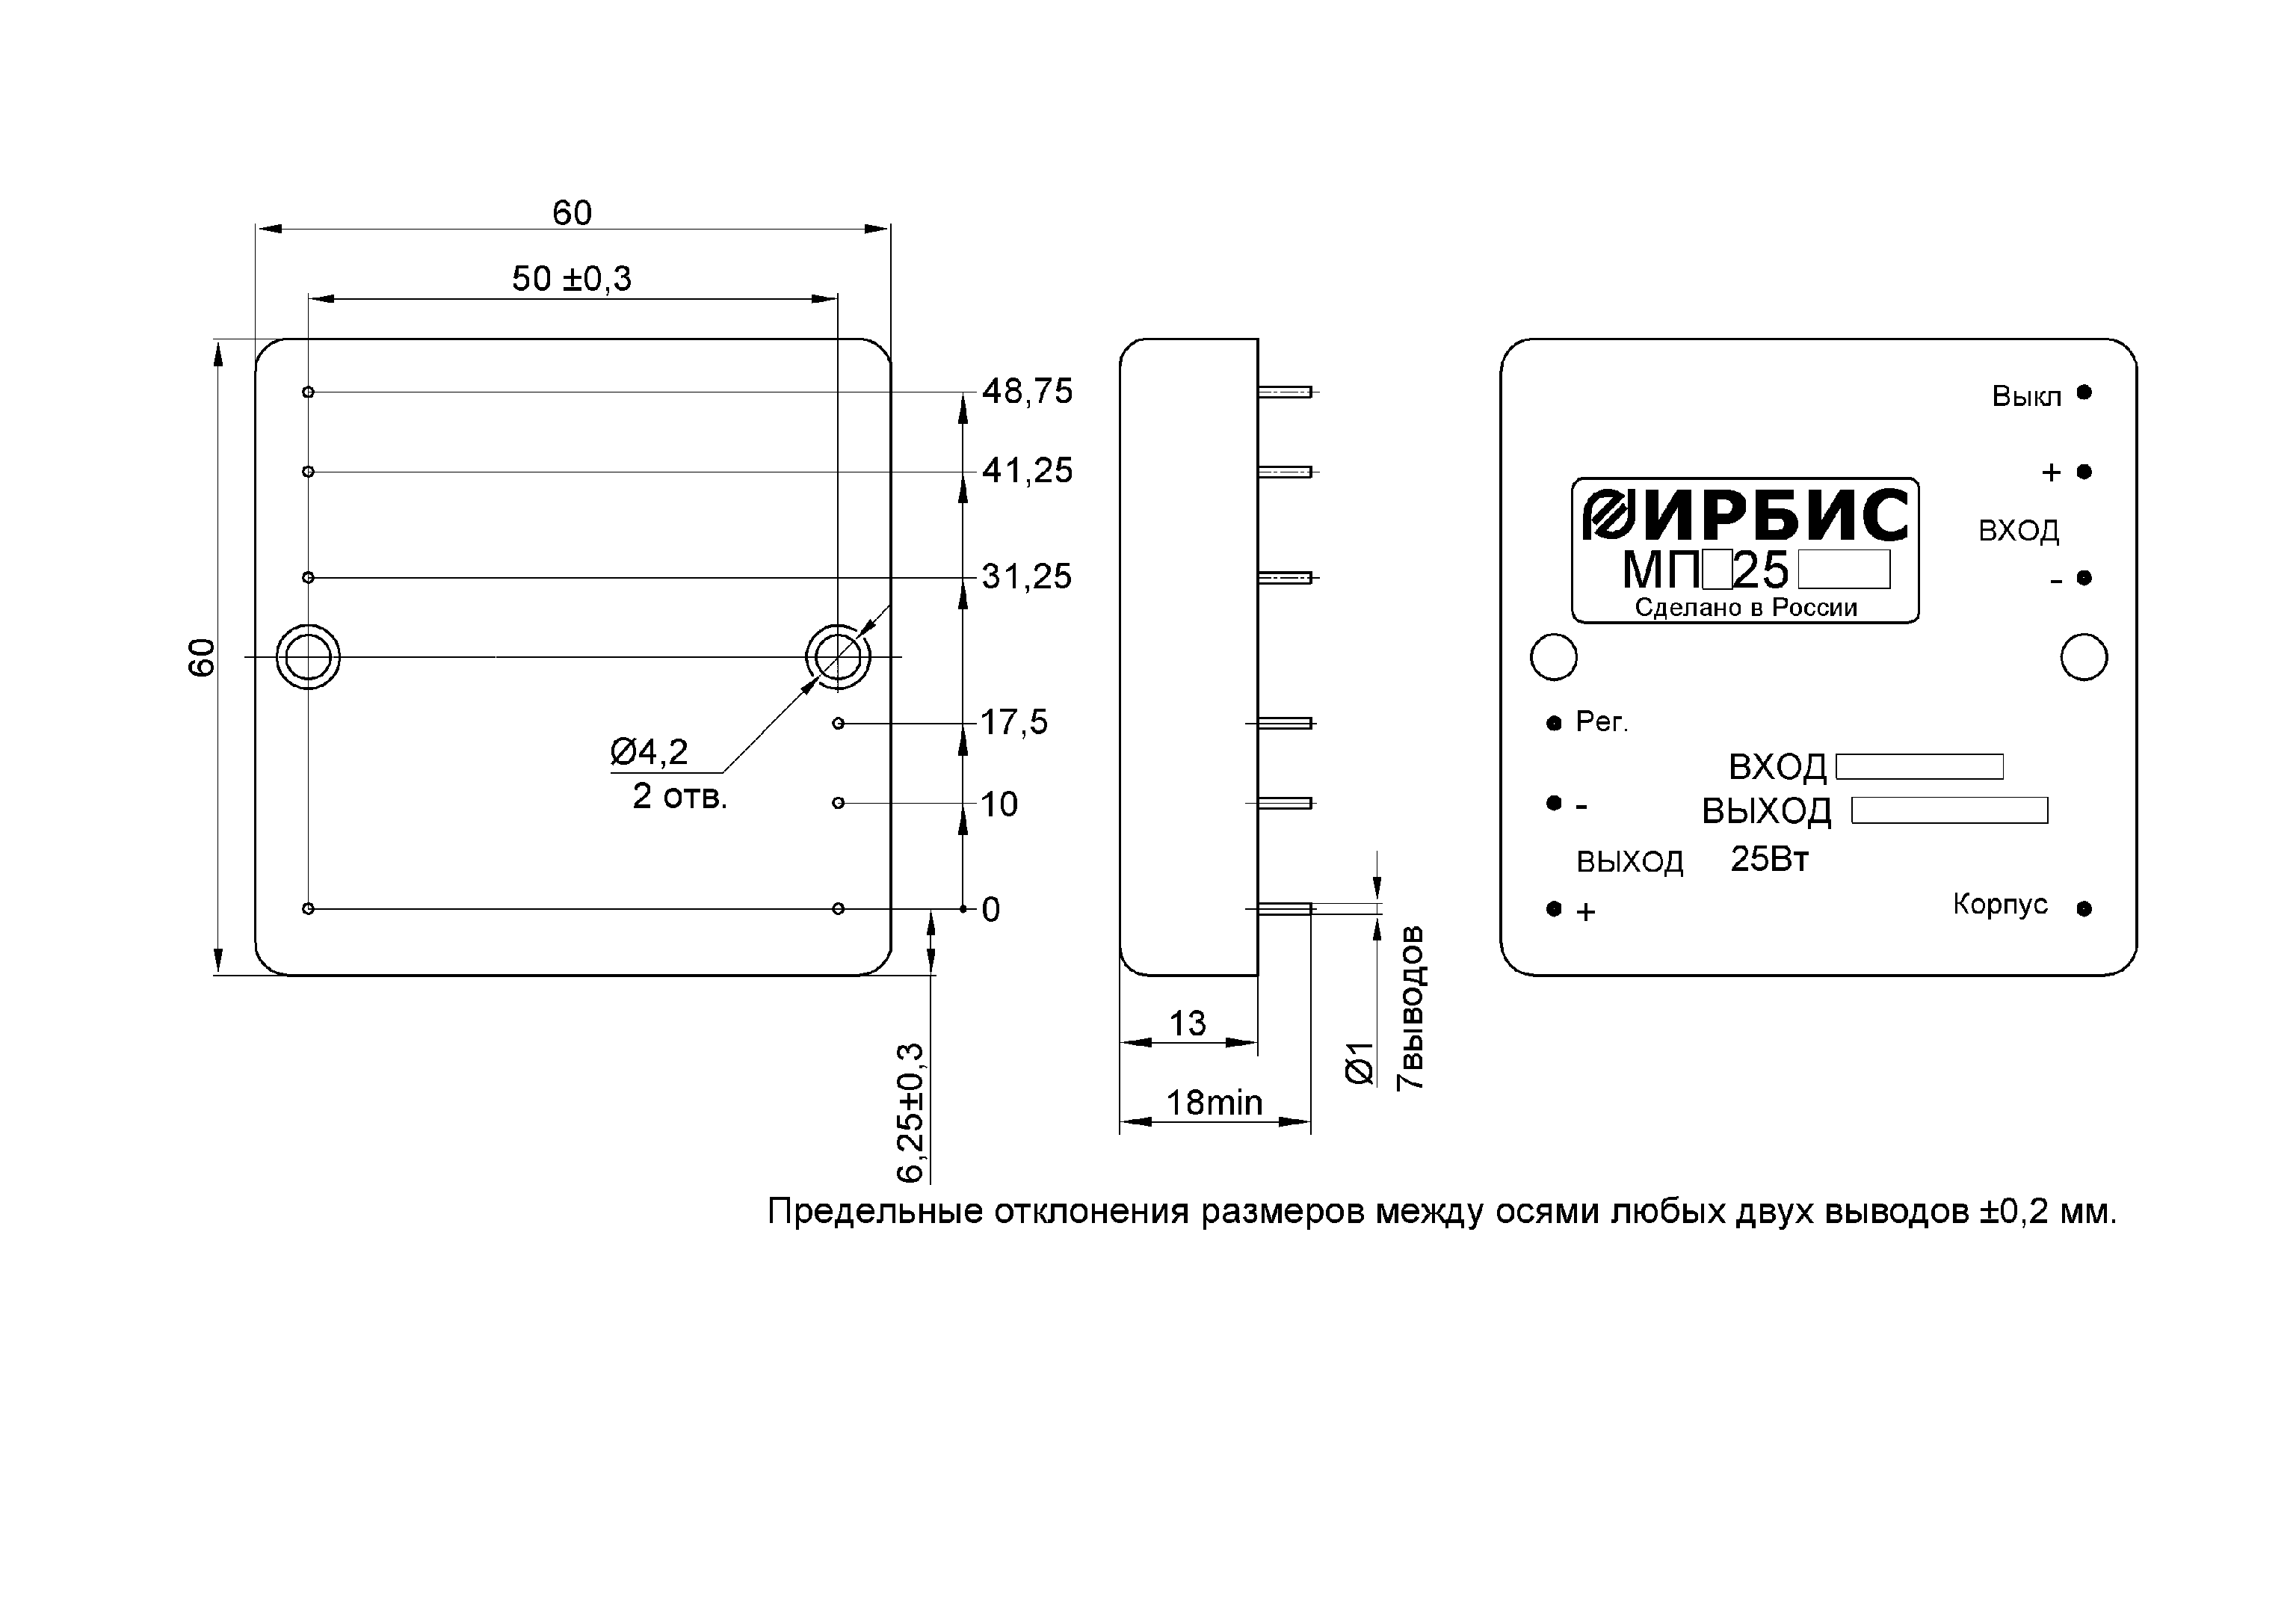 60
50 ±0,3
60
48,75
41,25
31,25
17,5
10
0
Ø4,2
2 отв.
6,25±0,3
13
18min
Ø1
7выводов
Выкл
+
ВХОД
-
ИРБИС
МП 25
Сделано в России
Рег.
-
ВЫХОД
+
ВХОД
ВЫХОД
25Вт
Корпус
Предельные отклонения размеров между осями любых двух выводов ±0,2 мм.